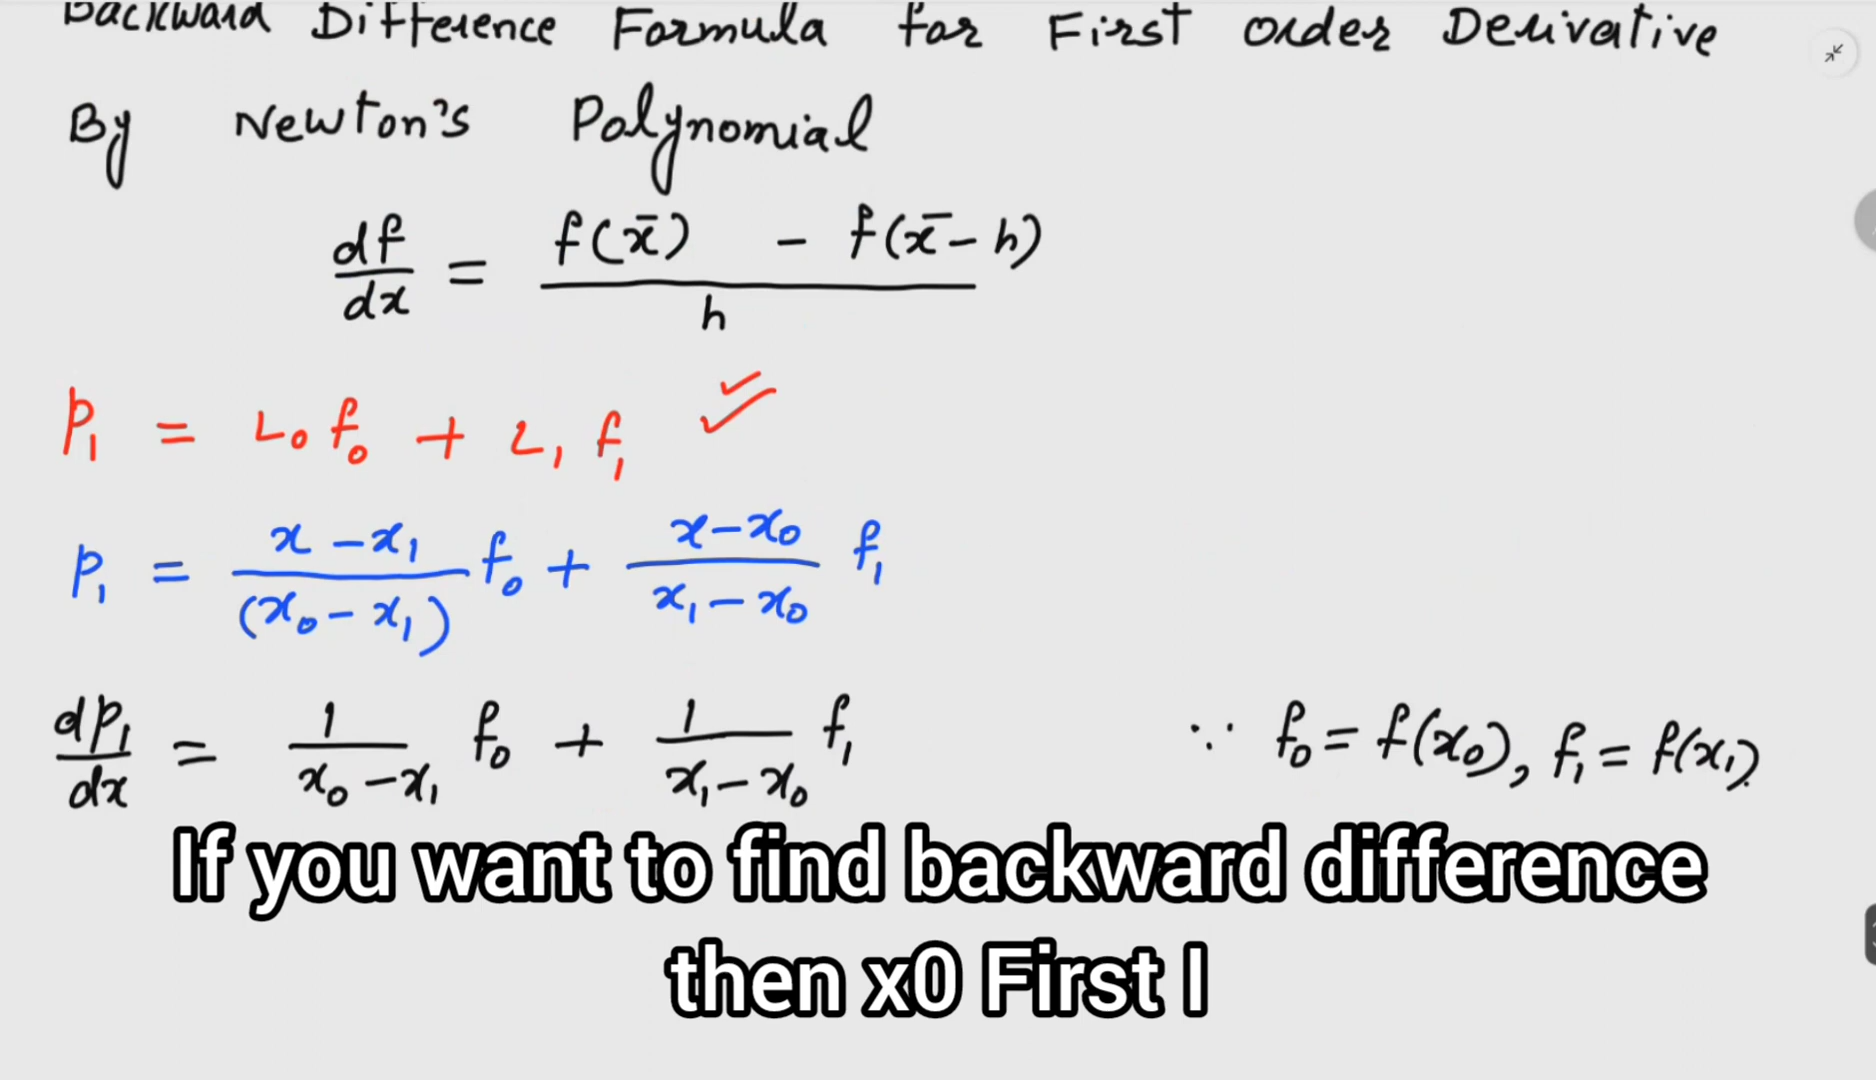 Backward Difference Formula for First order Derivative
By Newton's Polynomial
df/dx = (f(x̄) - f(x̄ - h))/h
P₁ = L₀ f₀ + L₁ f₁ ✓
P₁ = (x - x₁)/(x₀ - x₁) f₀ + (x - x₀)/(x₁ - x₀) f₁
dP₁/dx = 1/(x₀ - x₁) f₀ + 1/(x₁ - x₀) f₁ ∵ f₀ = f(x₀), f₁ = f(x₁).
If you want to find backward difference
then x0 First I